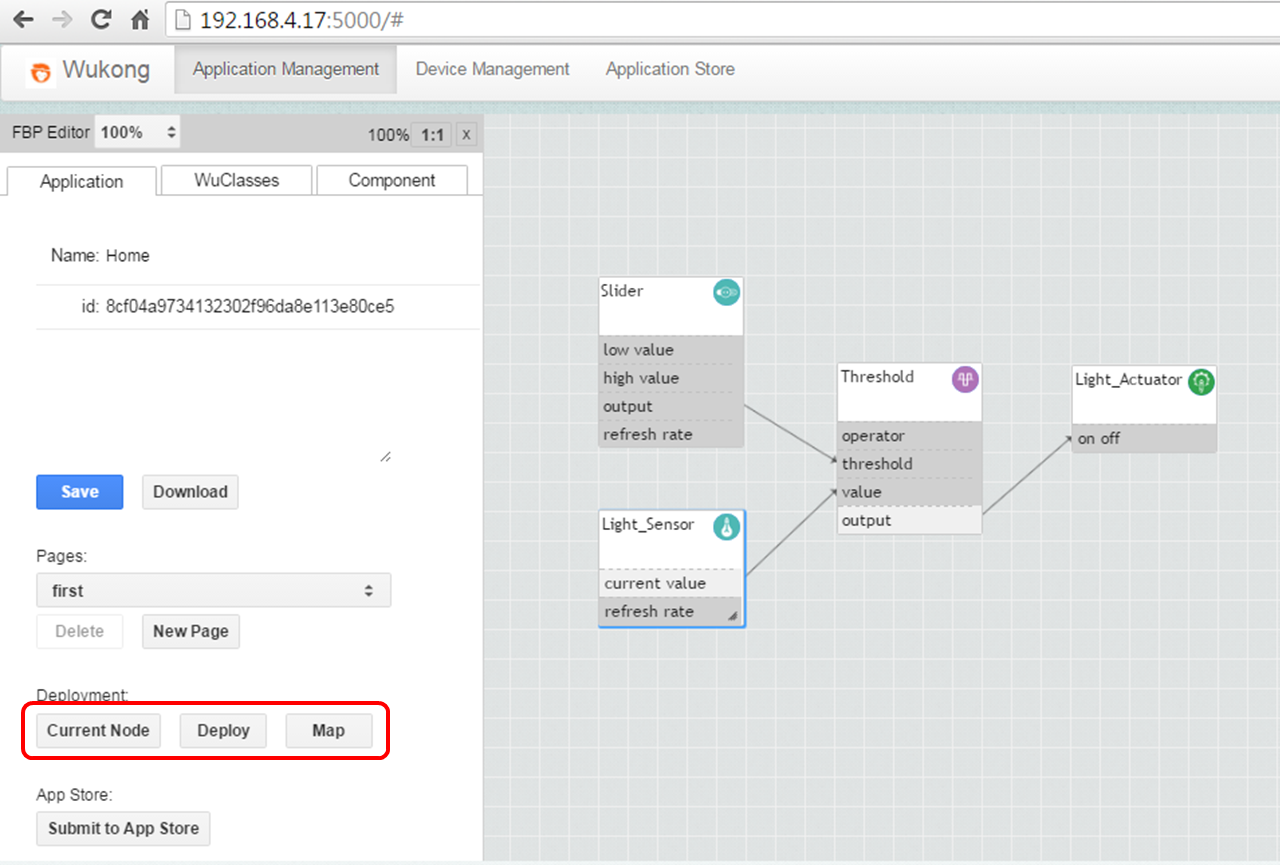 192.168.4.17:5000/#
Wukong
Application Management
Device Management
Application Store
FBP Editor 100%
100% 1:1 x
Application
WuClasses
Component
Name: Home
id: 8cf04a9734132302f96da8e113e80ce5
Save
Download
Pages:
first
Delete
New Page
Deployment:
Current Node
Deploy
Map
App Store:
Submit to App Store
Slider
low value
high value
output
refresh rate
Light_Sensor
current value
refresh rate
Threshold
operator
threshold
value
output
Light_Actuator
on off